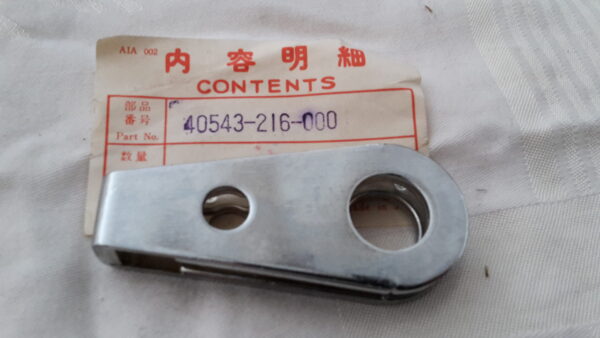 AIA 002
内容明細
CONTENTS
部品
番号
Part No.
40543-216-000
数量